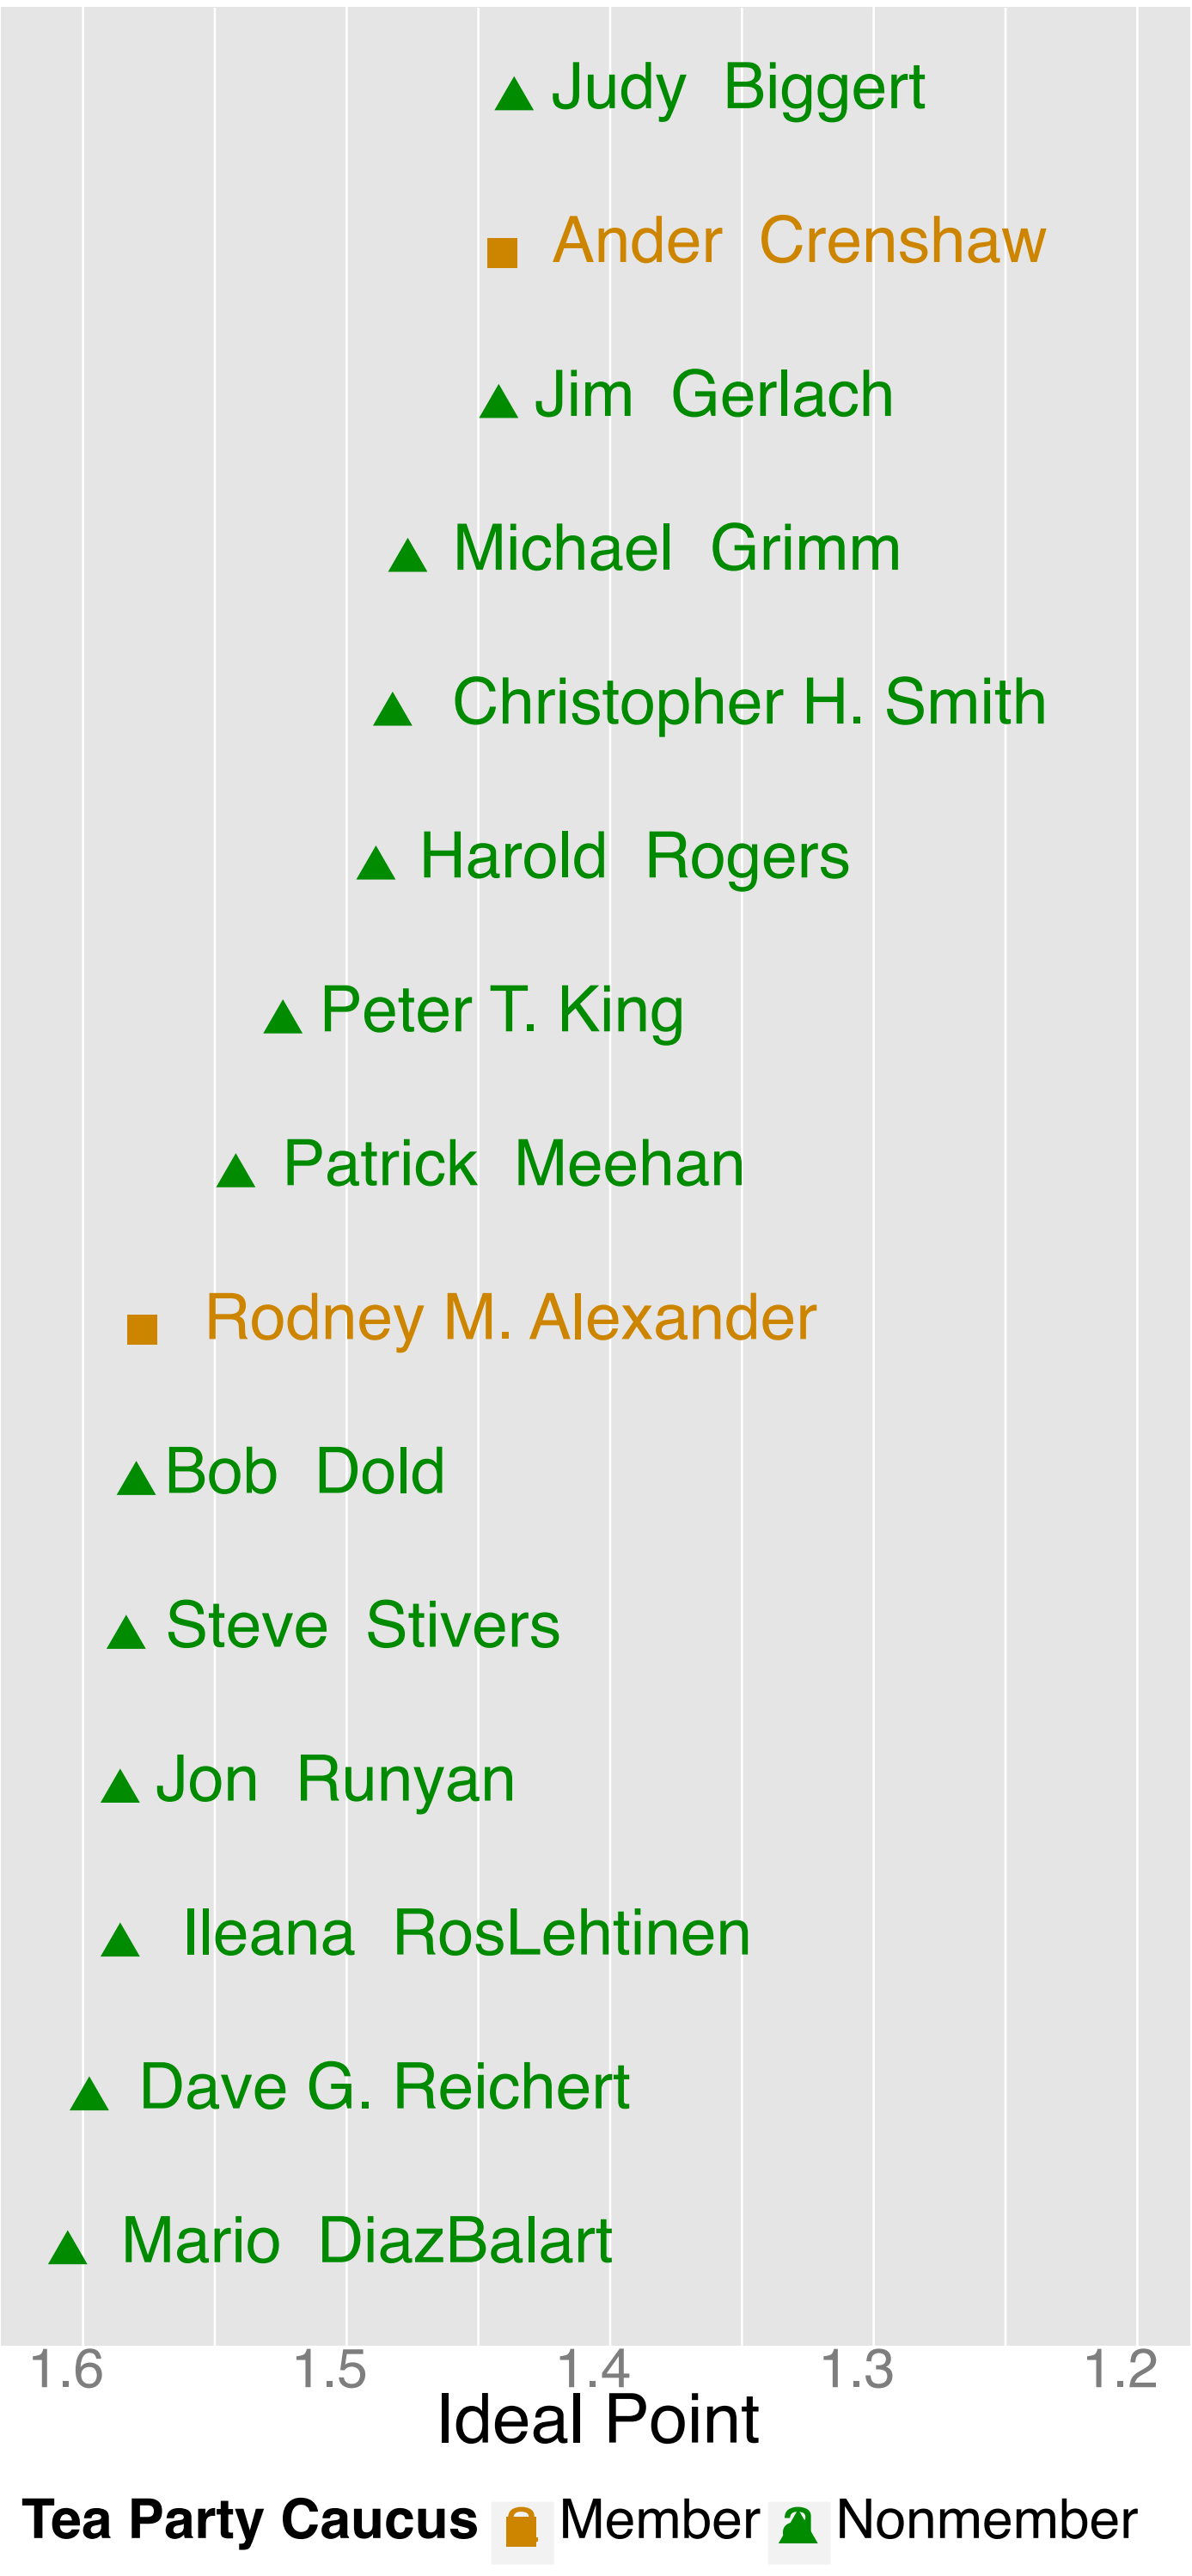 Judy Biggert
Ander Crenshaw
Jim Gerlach
Michael Grimm
Christopher H. Smith
Harold Rogers
Peter T. King
Patrick Meehan
Rodney M. Alexander
Bob Dold
Steve Stivers
Jon Runyan
Ileana RosLehtinen
Dave G. Reichert
Mario DiazBalart
1.6 1.5 1.4 1.3 1.2
Ideal Point
Tea Party Caucus Member Nonmember